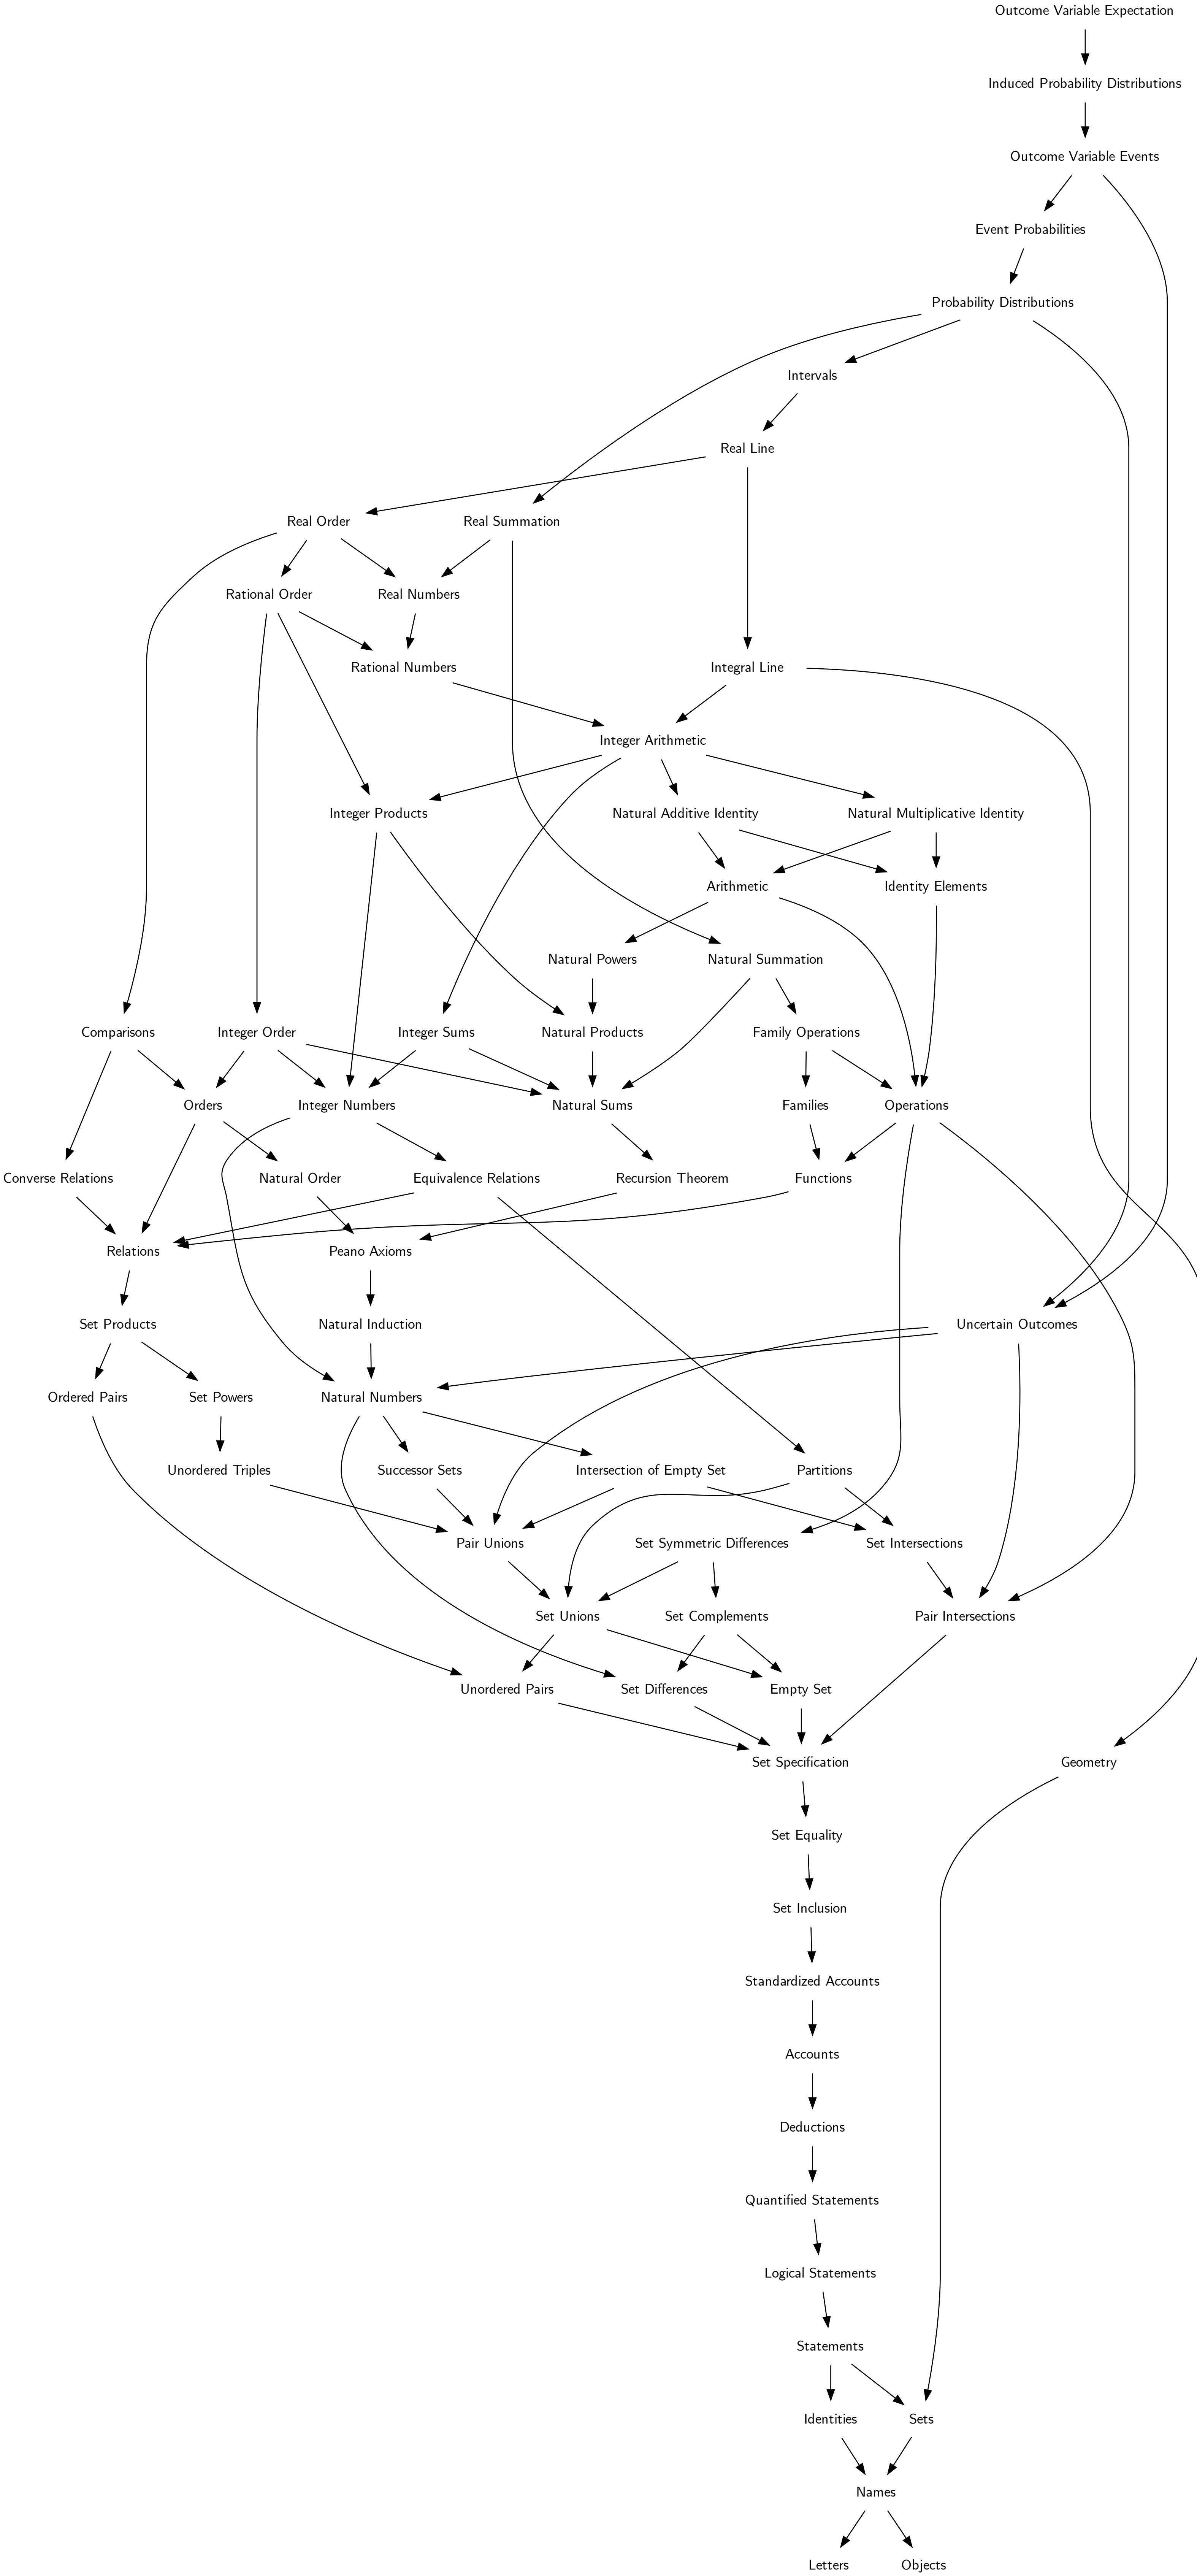 Outcome Variable Expectation
Induced Probability Distributions
Outcome Variable Events
Event Probabilities
Probability Distributions
Intervals
Real Line
Real Order
Real Summation
Rational Order
Real Numbers
Rational Numbers
Integral Line
Integer Arithmetic
Integer Products
Natural Additive Identity
Natural Multiplicative Identity
Arithmetic
Identity Elements
Natural Powers
Natural Summation
Comparisons
Integer Order
Integer Sums
Natural Products
Family Operations
Orders
Integer Numbers
Natural Sums
Families
Operations
Converse Relations
Natural Order
Equivalence Relations
Recursion Theorem
Functions
Relations
Peano Axioms
Set Products
Natural Induction
Uncertain Outcomes
Ordered Pairs
Set Powers
Natural Numbers
Unordered Triples
Successor Sets
Intersection of Empty Set
Partitions
Pair Unions
Set Symmetric Differences
Set Intersections
Set Unions
Set Complements
Pair Intersections
Unordered Pairs
Set Differences
Empty Set
Set Specification
Geometry
Set Equality
Set Inclusion
Standardized Accounts
Accounts
Deductions
Quantified Statements
Logical Statements
Statements
Identities
Sets
Names
Letters
Objects